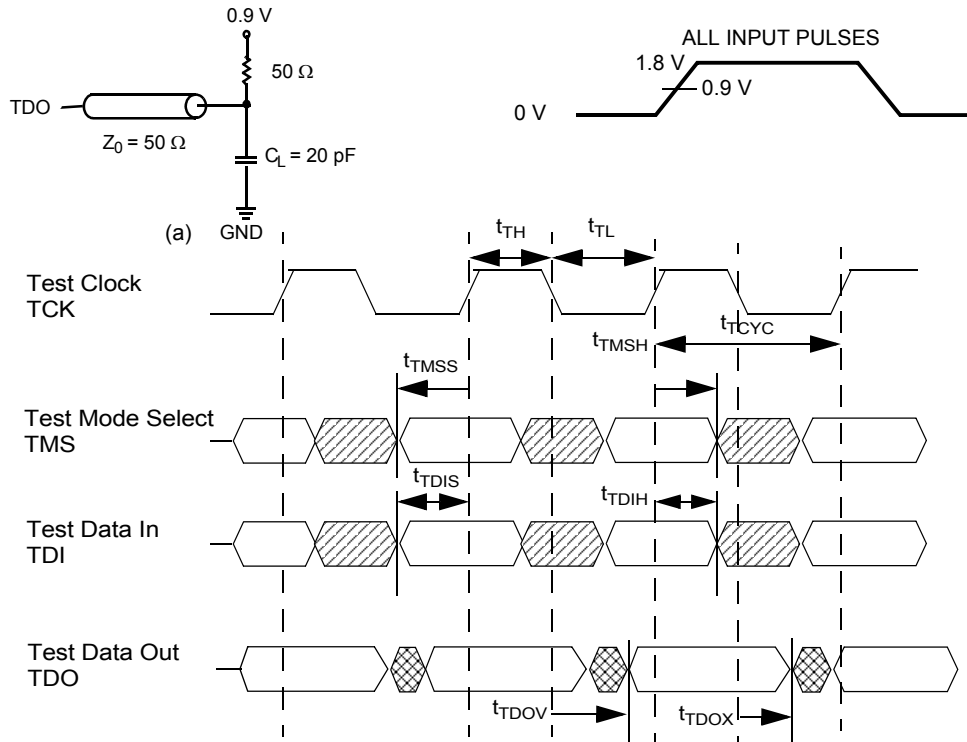 0.9 V
50 Ω
TDO
Z0 = 50 Ω
CL = 20 pF
(a)
GND
ALL INPUT PULSES
1.8 V
0.9 V
0 V
tTH
tTL
Test Clock
TCK
tTCYC
tTMSH
tTMSS
Test Mode Select
TMS
tTDIS
tTDIH
Test Data In
TDI
Test Data Out
TDO
tTDOV
tTDOX